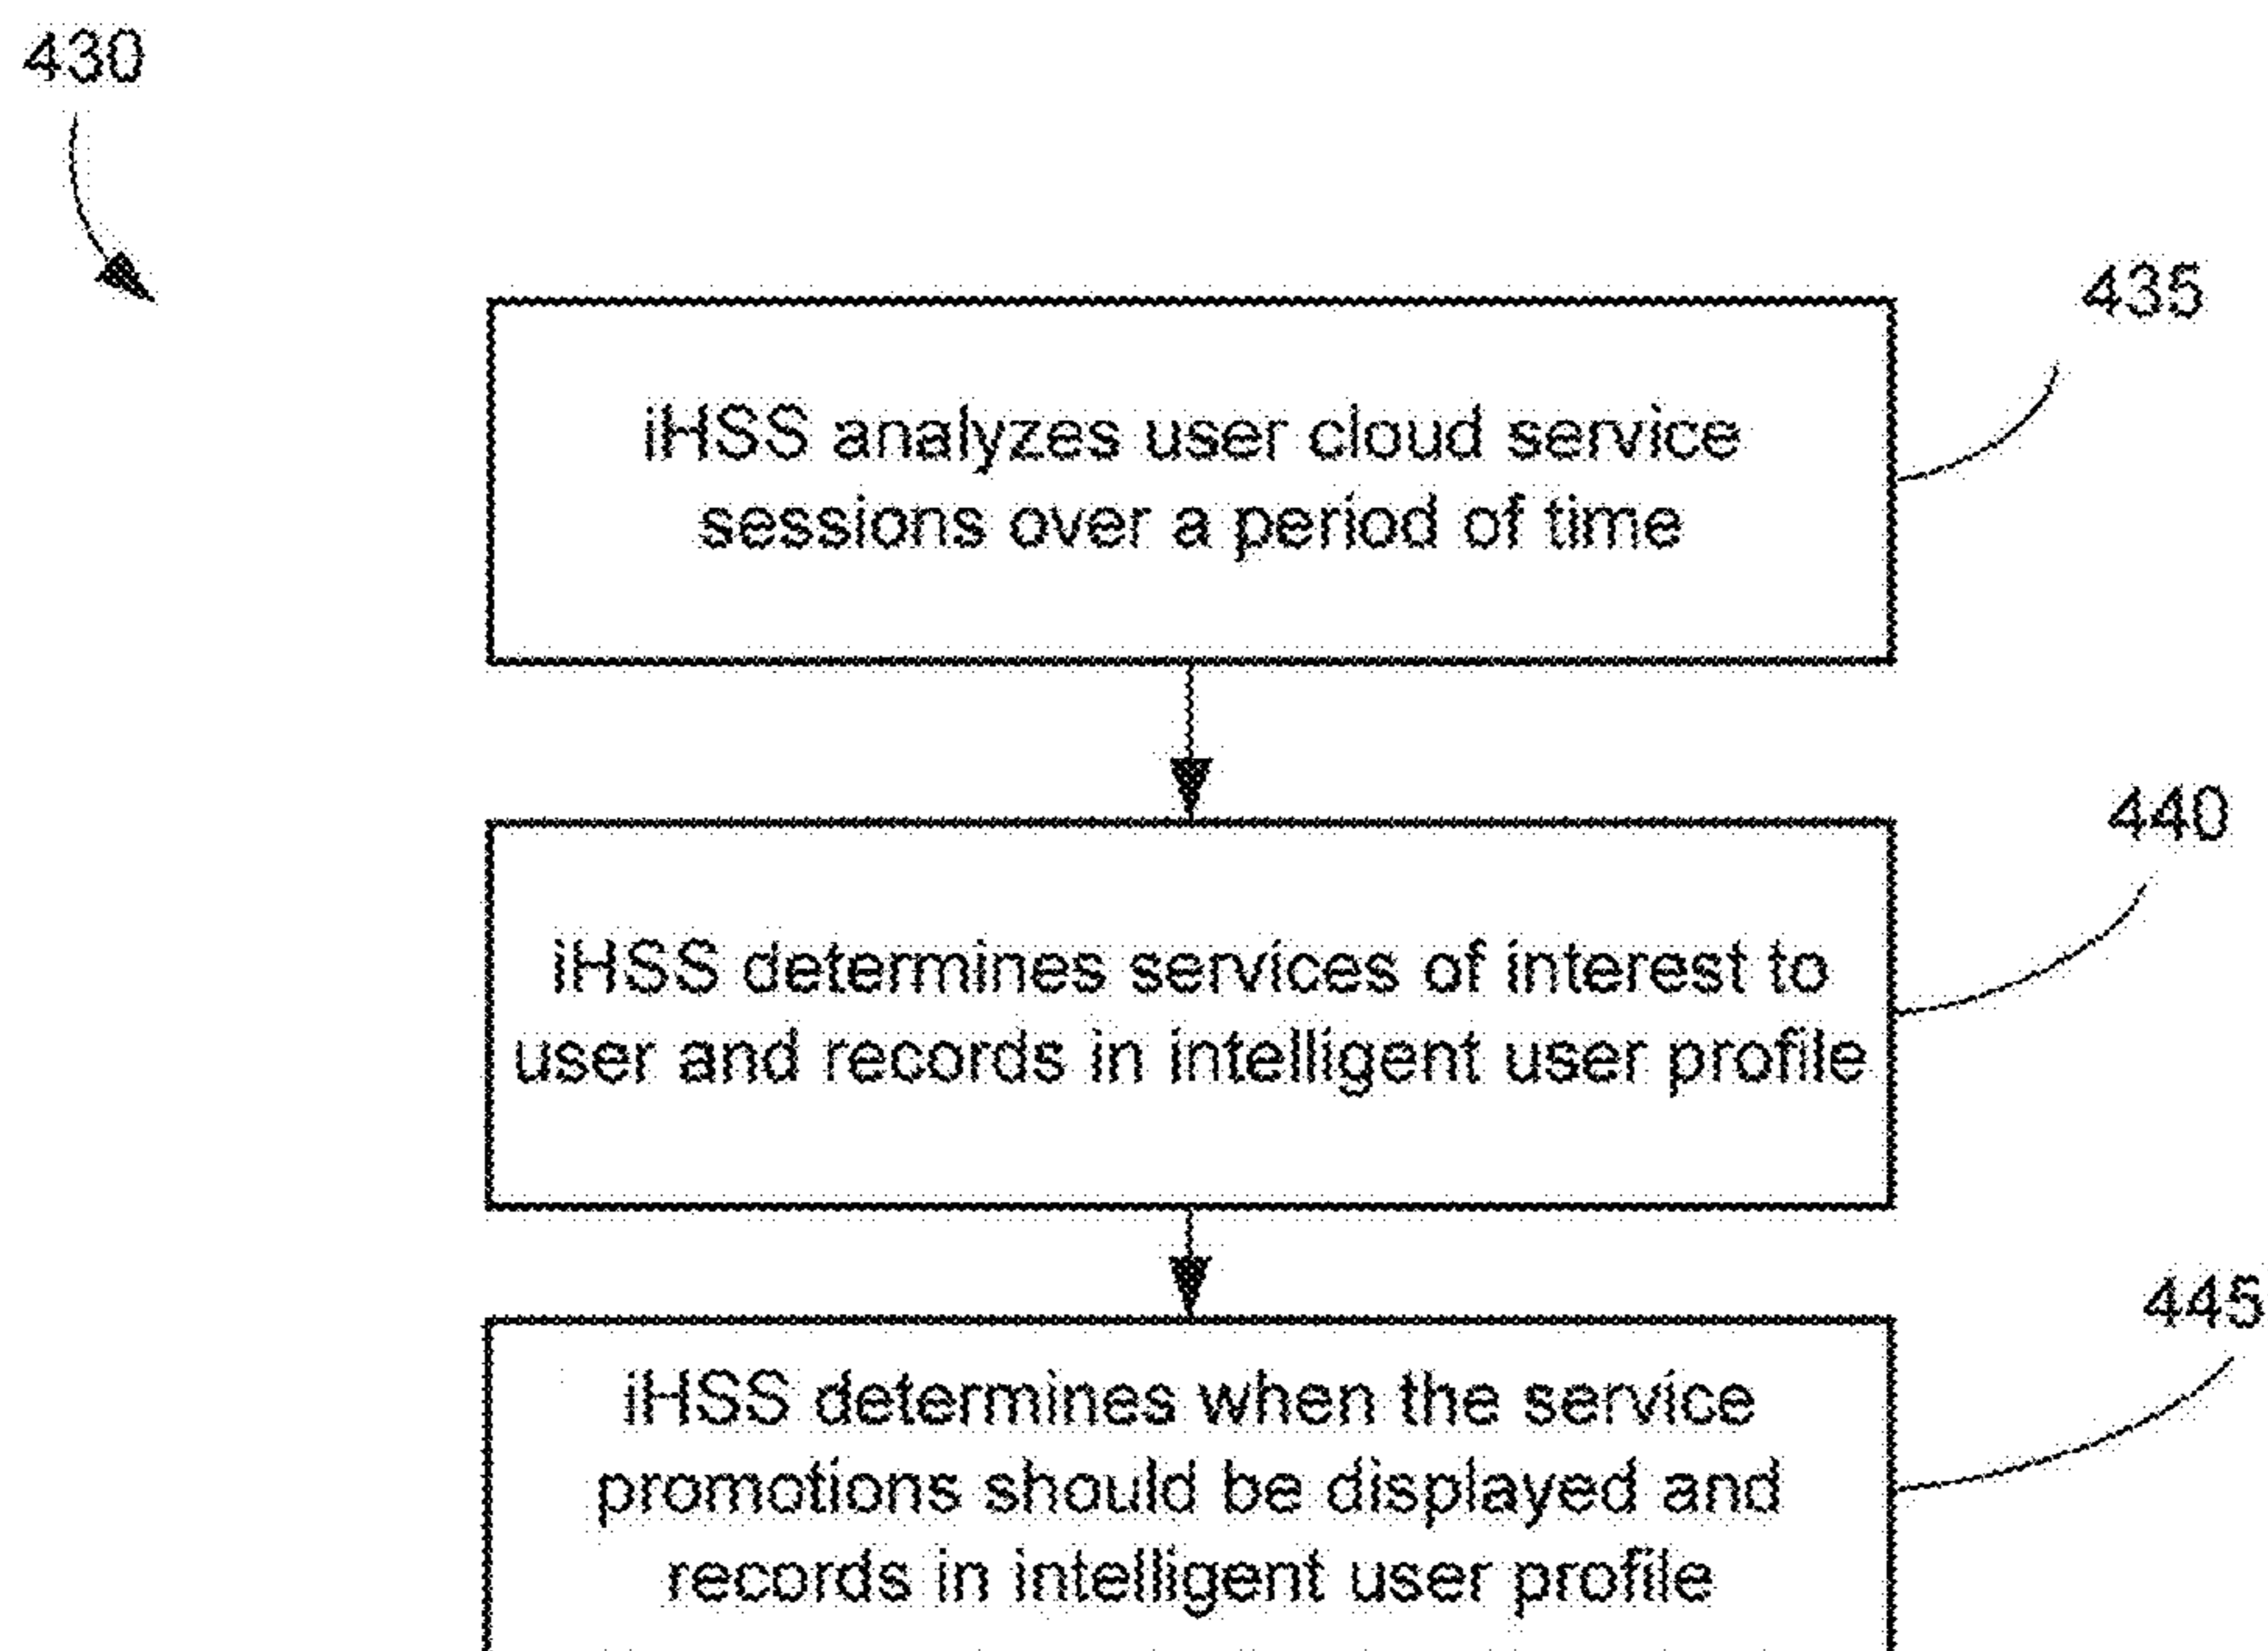 430
435
iHSS analyzes user cloud service
sessions over a period of time
440
iHSS determines services of interest to
user and records in intelligent user profile
445
iHSS determines when the service
promotions should be displayed and
records in intelligent user profile